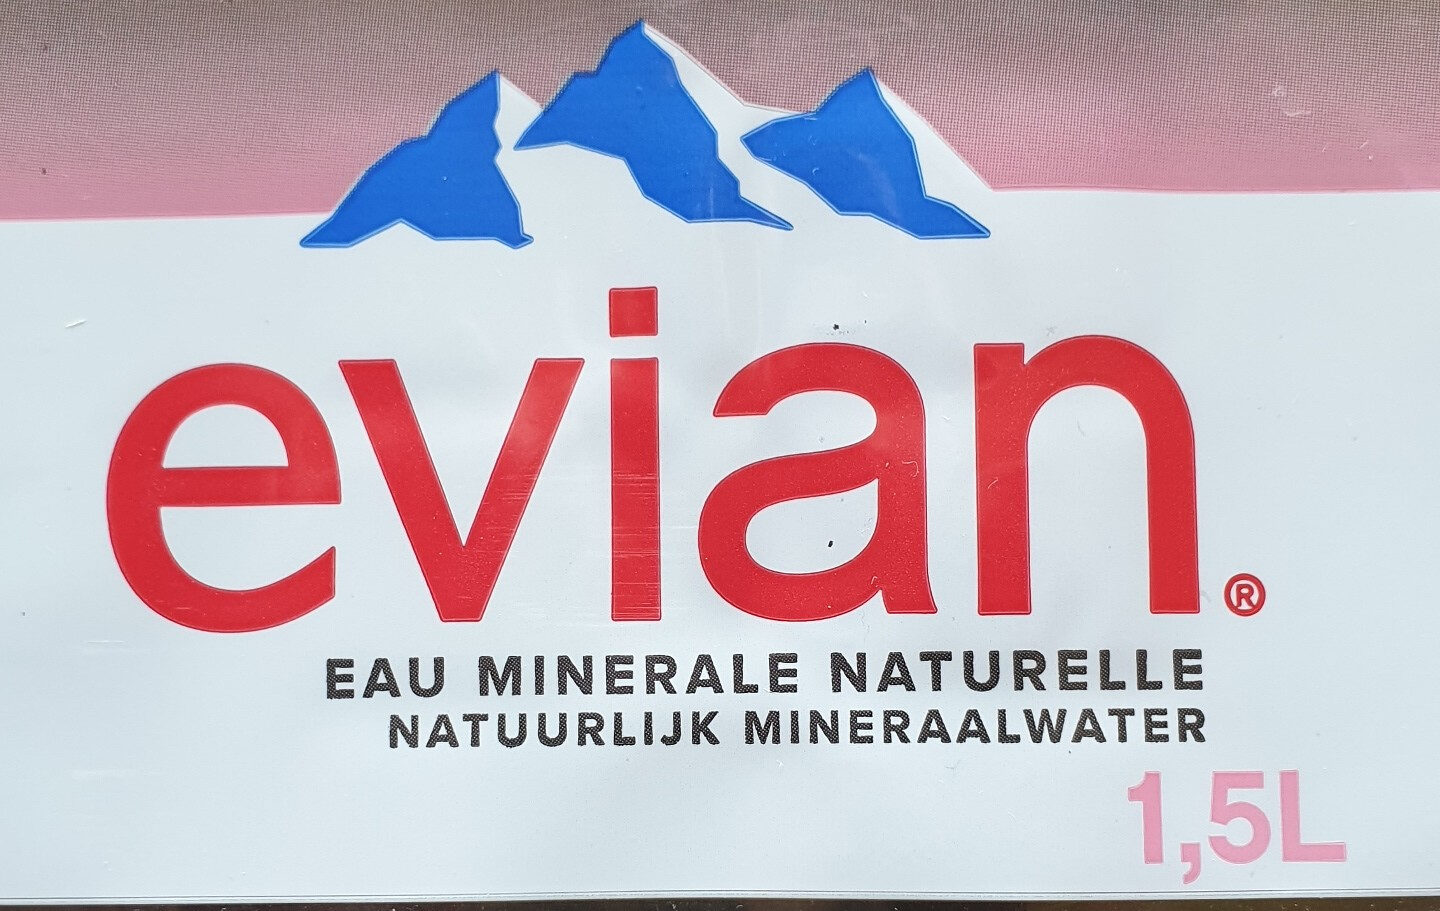 evian®
EAU MINERALE NATURELLE
NATUURLIJK MINERAALWATER
1,5L